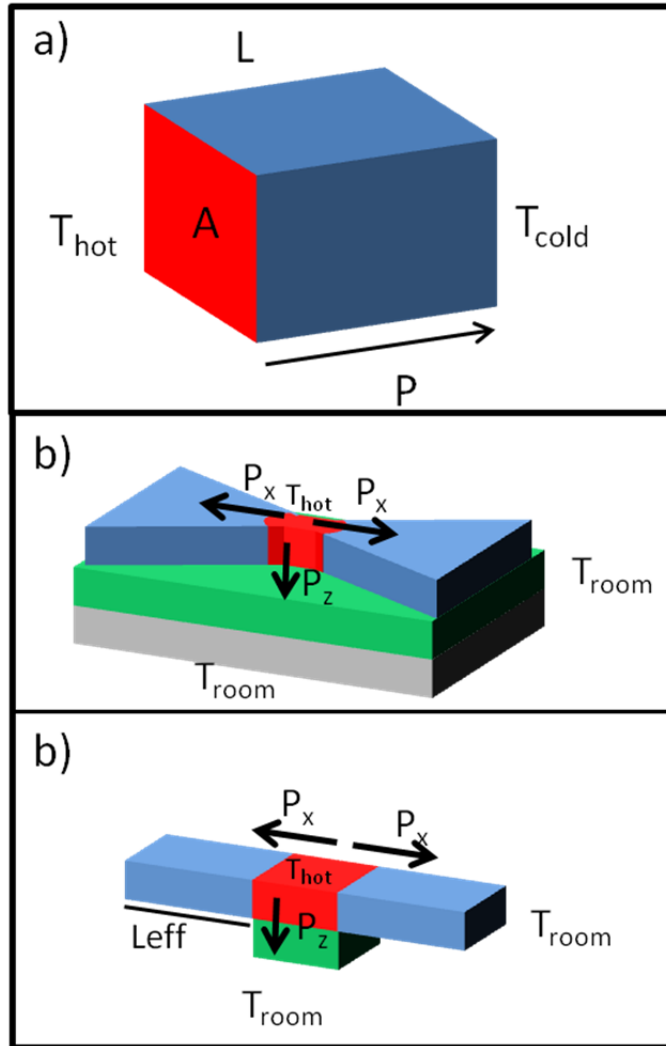 a)
L
T_hot
A
T_cold
P
b)
P_x
T_hot
P_x
P_z
T_room
T_room
b)
P_x
P_x
T_hot
P_z
Leff
T_room
T_room